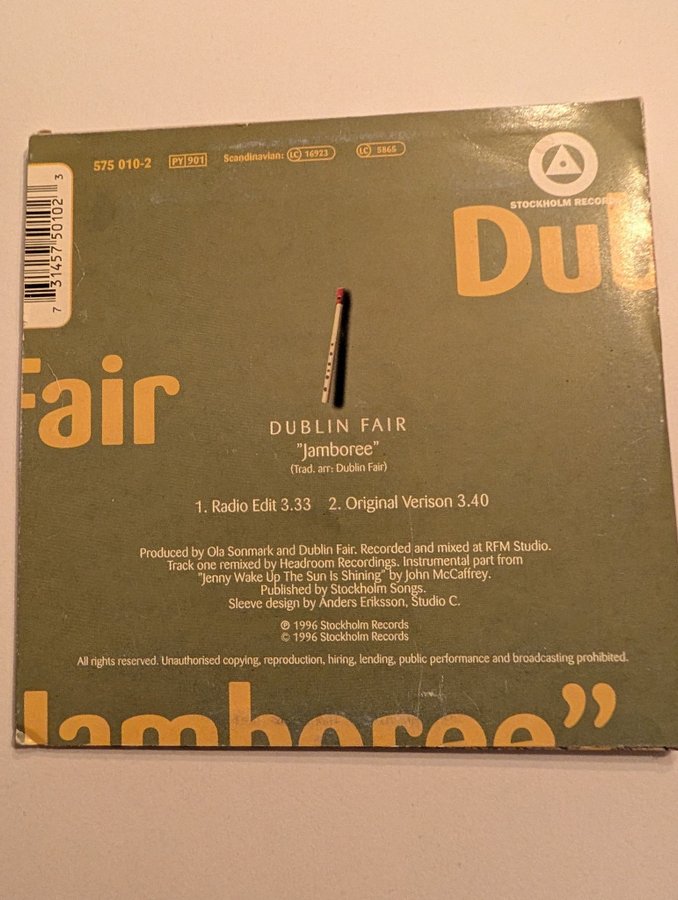 575 010-2 PY 901 Scandinavian: LC 16923 LC 5865
7 31457 50102 3
STOCKHOLM RECORDS
Dub
Fair
DUBLIN FAIR
"Jamboree"
(Trad. arr: Dublin Fair)
1. Radio Edit 3.33 2. Original Verison 3.40
Produced by Ola Sonmark and Dublin Fair. Recorded and mixed at RFM Studio.
Track one remixed by Headroom Recordings. Instrumental part from
"Jenny Wake Up The Sun Is Shining" by John McCaffrey.
Published by Stockholm Songs.
Sleeve design by Anders Eriksson, Studio C.
℗ 1996 Stockholm Records
© 1996 Stockholm Records
All rights reserved. Unauthorised copying, reproduction, hiring, lending, public performance and broadcasting prohibited.
Jamboree”